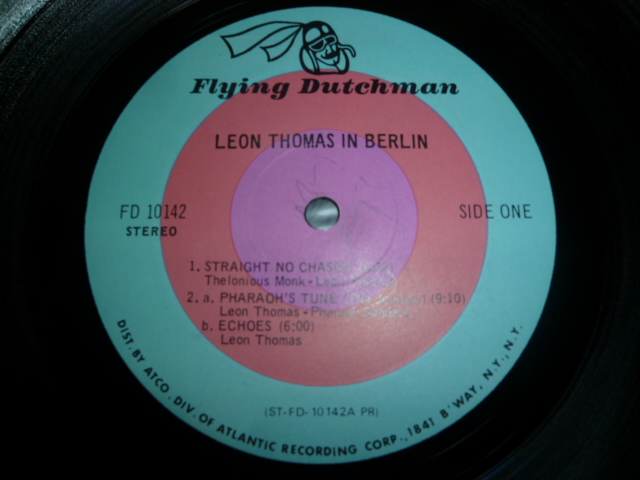 Flying Dutchman
LEON THOMAS IN BERLIN
FD 10142
STEREO
SIDE ONE
1. STRAIGHT NO CHASER
Thelonious Monk - Leon
2. a. PHARAOH'S TUNE (9:10)
Leon Thomas - Pharoah
b. ECHOES (6:00)
Leon Thomas
(ST-FD-10142A PR)
DIST. BY ATCO, DIV. OF ATLANTIC RECORDING CORP., 1841 B'WAY, N.Y., N.Y.